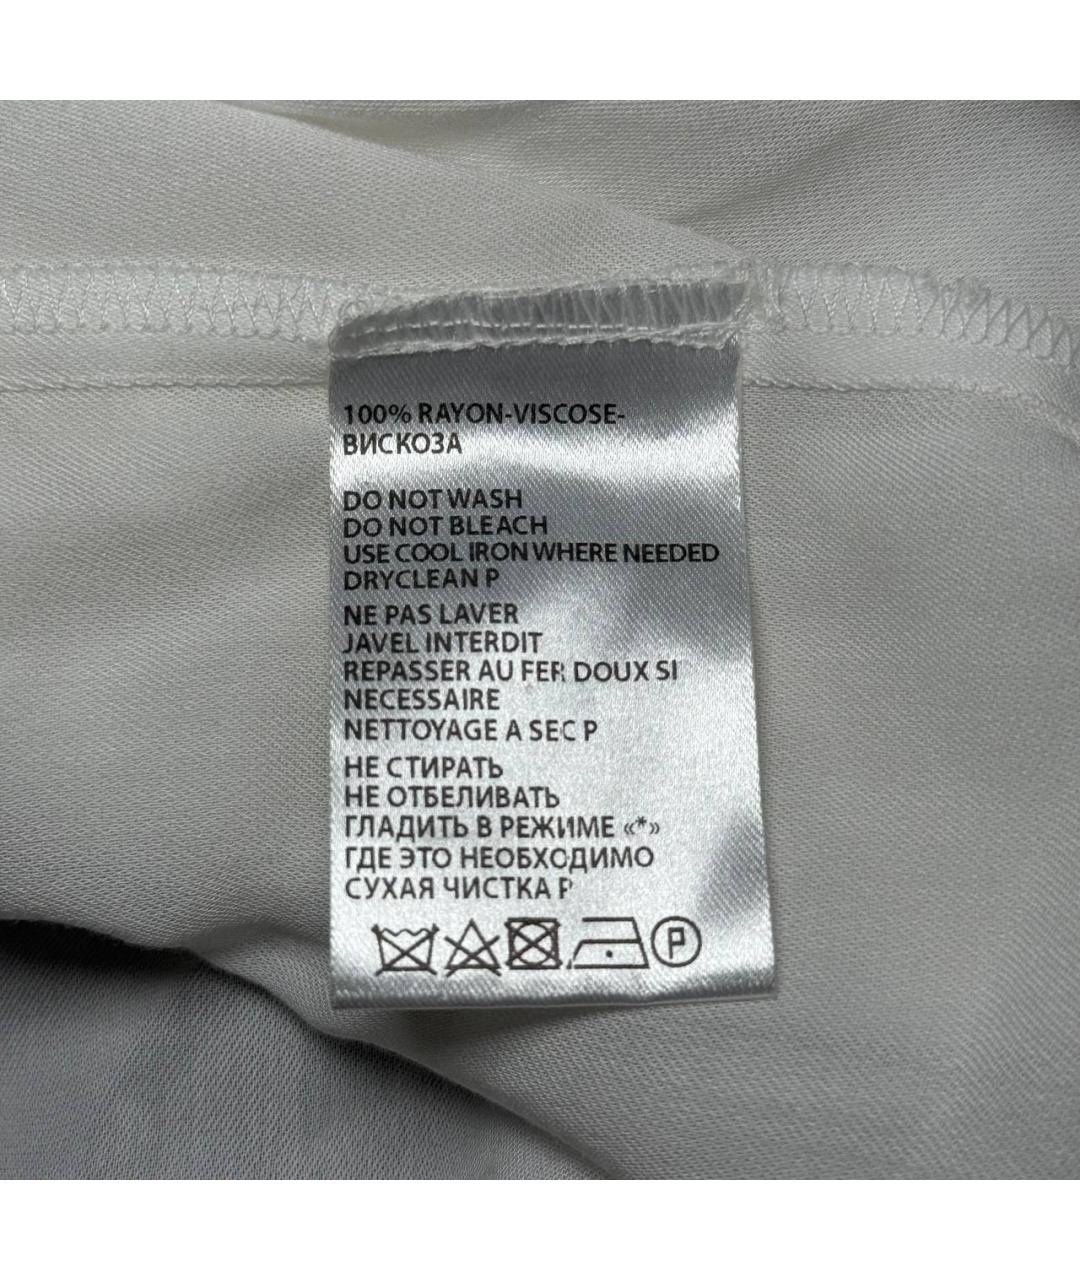 100% RAYON-VISCOSE-
ВИСКОЗА
DO NOT WASH
DO NOT BLEACH
USE COOL IRON WHERE NEEDED
DRYCLEAN P
NE PAS LAVER
JAVEL INTERDIT
REPASSER AU FER DOUX SI
NECESSAIRE
NETTOYAGE A SEC P
НЕ СТИРАТЬ
НЕ ОТБЕЛИВАТЬ
ГЛАДИТЬ В РЕЖИМЕ «*»
ГДЕ ЭТО НЕОБХОДИМО
СУХАЯ ЧИСТКА P
P